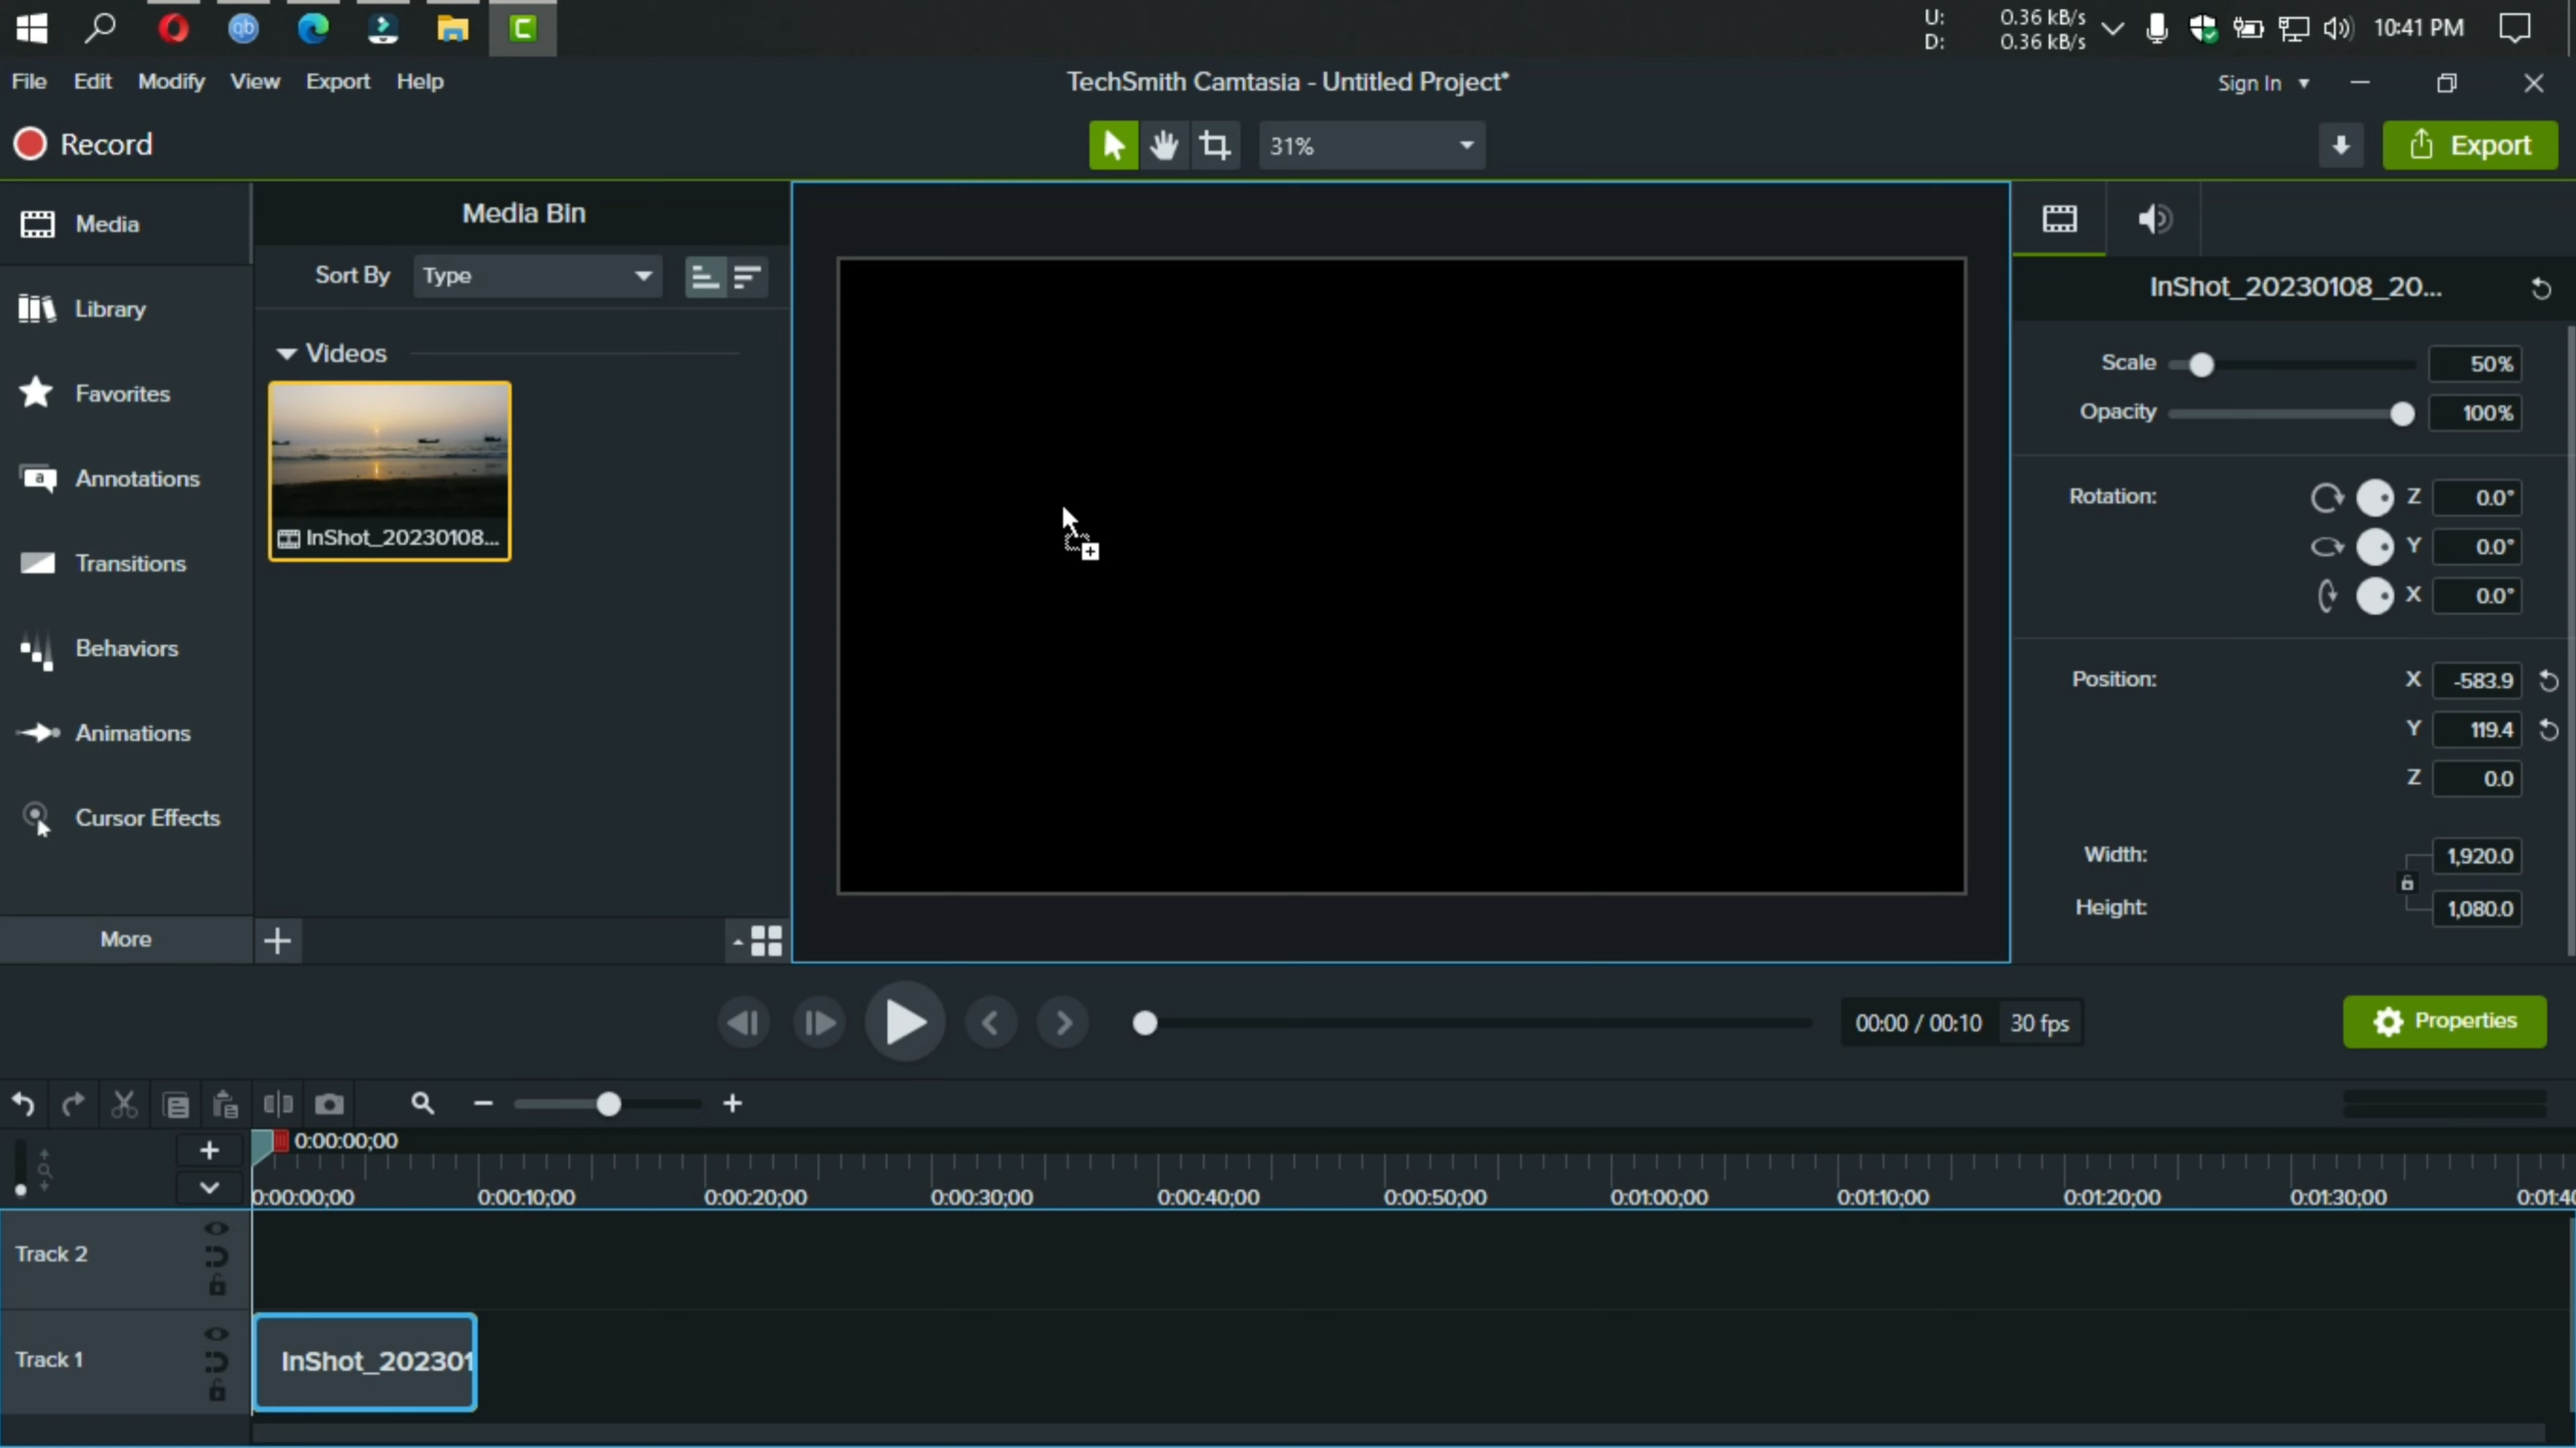 U: 0.36 kB/s
D: 0.36 kB/s
10:41 PM
File Edit Modify View Export Help
TechSmith Camtasia - Untitled Project*
Sign In
Record
31%
Export
Media
Media Bin
Sort By Type
Library
Videos
InShot_20230108...
Favorites
Annotations
Transitions
Behaviors
Animations
Cursor Effects
More
InShot_20230108_20...
Scale 50%
Opacity 100%
Rotation: Z 0.0°
Y 0.0°
X 0.0°
Position: X -583.9
Y 119.4
Z 0.0
Width: 1,920.0
Height: 1,080.0
00:00 / 00:10 30 fps
Properties
0:00:00;00
0:00:00;00 0:00:10;00 0:00:20;00 0:00:30;00 0:00:40;00 0:00:50;00 0:01:00;00 0:01:10;00 0:01:20;00 0:01:30;00 0:01:40
Track 2
Track 1
InShot_202301